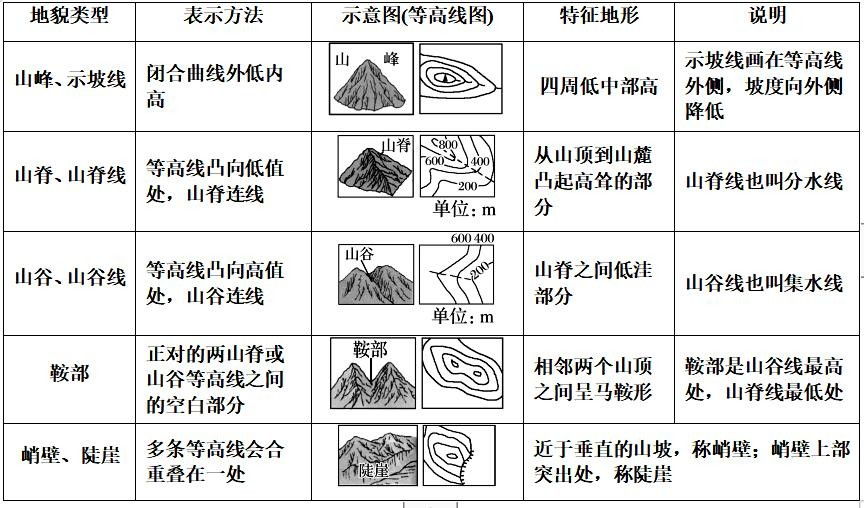 地貌类型 表示方法 示意图(等高线图) 特征地形 说明
山峰、示坡线
闭合曲线外低内
高
山 峰
四周低中部高
示坡线画在等高线
外侧，坡度向外侧
降低
山脊、山脊线
等高线凸向低值
处，山脊连线
山脊
800
600 400
200
单位：m
从山顶到山麓
凸起高耸的部
分
山脊线也叫分水线
山谷、山谷线
等高线凸向高值
处，山谷连线
山谷
600 400
200
单位：m
山脊之间低洼
部分
山谷线也叫集水线
鞍部
正对的两山脊或
山谷等高线之间
的空白部分
鞍部
相邻两个山顶
之间呈马鞍形
鞍部是山谷线最高
处，山脊线最低处
峭壁、陡崖
多条等高线会合
重叠在一处
陡崖
近于垂直的山坡，称峭壁；峭壁上部
突出处，称陡崖